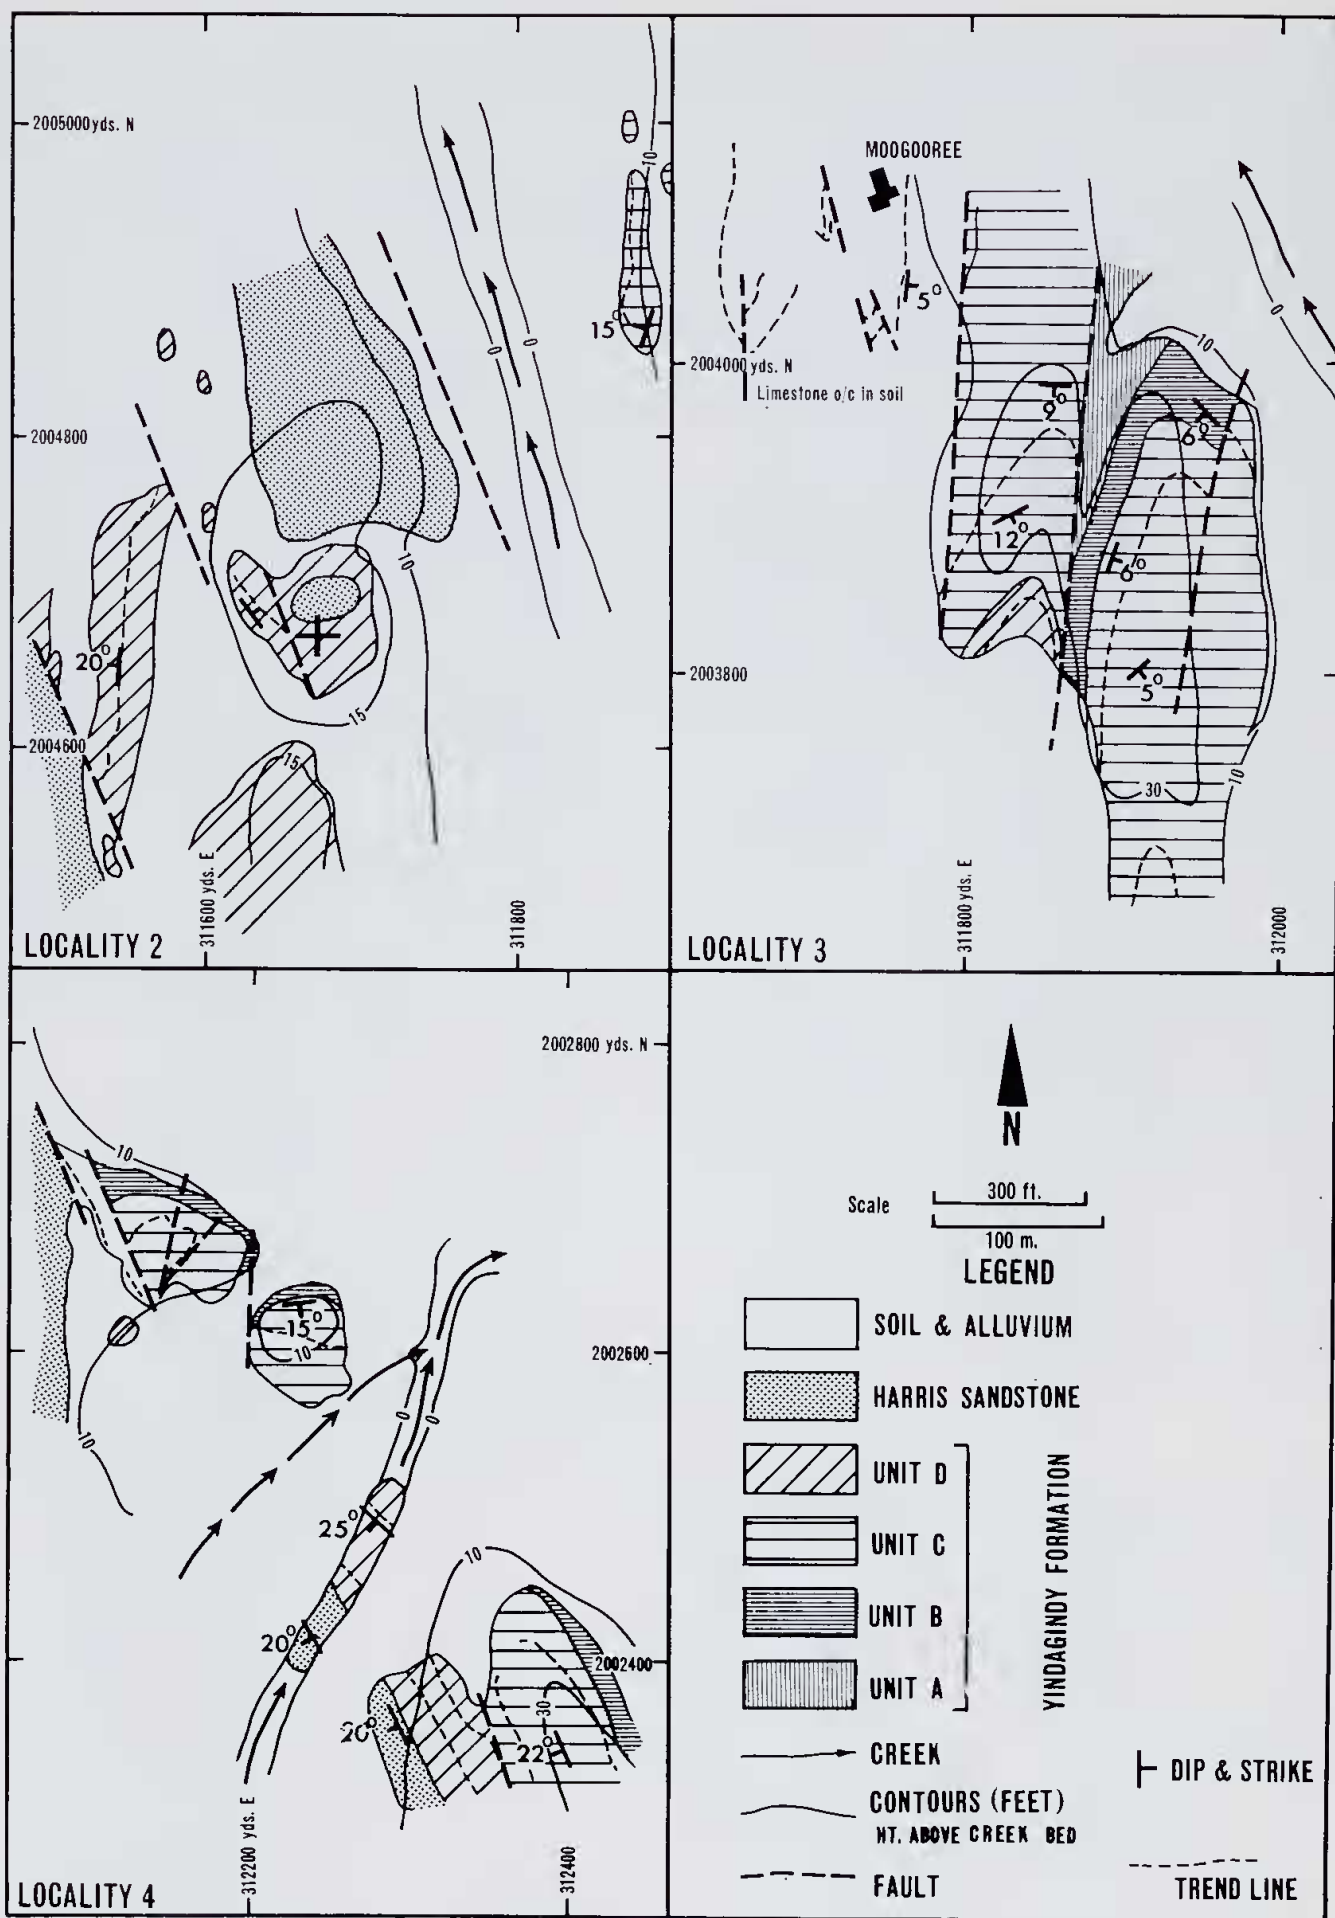 2005000yds. N
10
15°
2004800
0
0
10
20°
15
2004600
15
311600 yds. E
311800
LOCALITY 2
MOOGOOREE
5°
0
2004000 yds. N
Limestone o/c in soil
10
9°
6°
12°
6°
2003800
5°
30
10
311800 yds. E
312000
LOCALITY 3
2002800 yds. N
10
15°
10
2002600
0
0
10
25°
10
20°
2002400
30
20°
22°
312200 yds. E
312400
LOCALITY 4
N
Scale
300 ft.
100 m.
LEGEND
SOIL & ALLUVIUM
HARRIS SANDSTONE
UNIT D
UNIT C
UNIT B
UNIT A
YINDAGINDY FORMATION
CREEK
DIP & STRIKE
CONTOURS (FEET)
HT. ABOVE CREEK BED
FAULT
TREND LINE